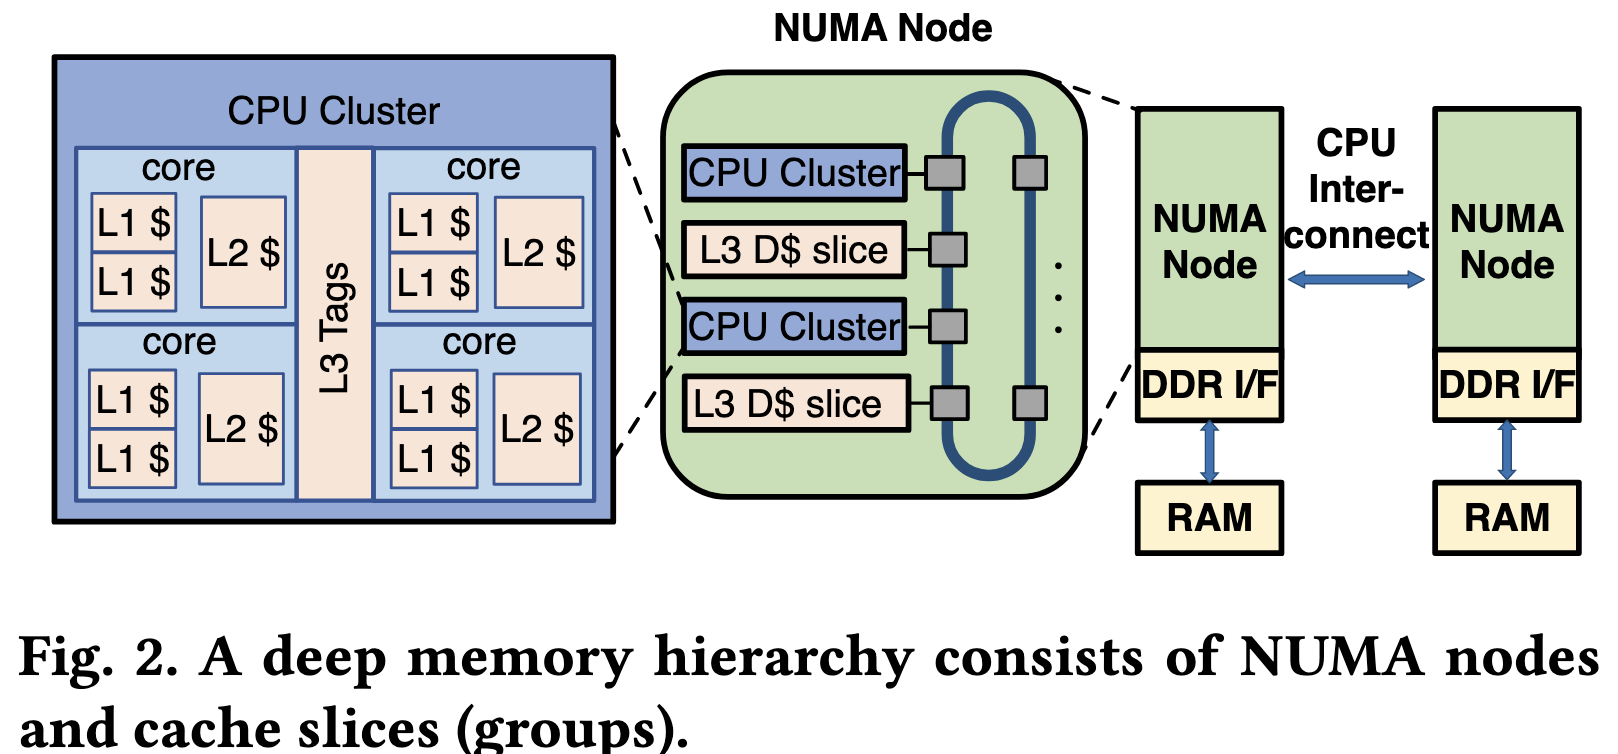 NUMA Node
CPU Cluster
core
L1 $
L1 $
L2 $
core
L1 $
L1 $
L2 $
L3 Tags
core
L1 $
L1 $
L2 $
core
L1 $
L1 $
L2 $
CPU Cluster
L3 D$ slice
CPU Cluster
L3 D$ slice
NUMA
Node
DDR I/F
RAM
CPU
Inter-
connect
NUMA
Node
DDR I/F
RAM
Fig. 2. A deep memory hierarchy consists of NUMA nodes
and cache slices (groups).